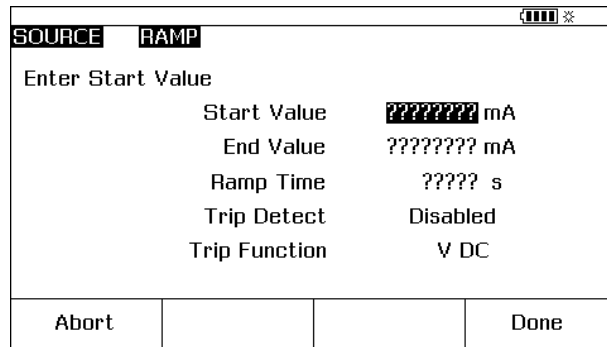 SOURCE RAMP
Enter Start Value
Start Value ???????? mA
End Value ???????? mA
Ramp Time ????? s
Trip Detect Disabled
Trip Function V DC
Abort Done